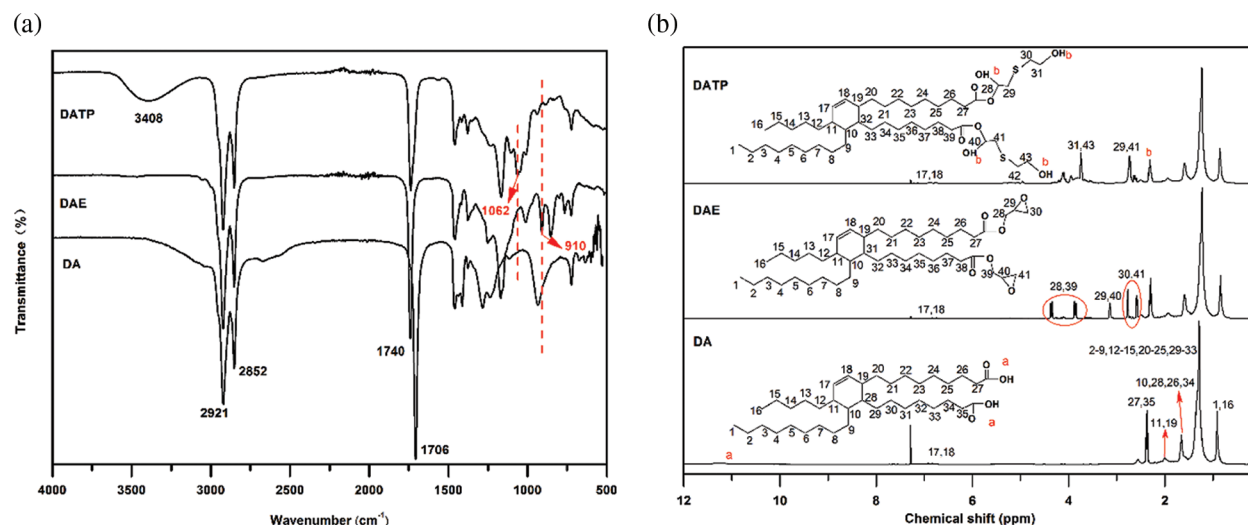 (a)
DATP
3408
DAE
DA
1062
910
2852
2921
1740
1706
Transmittance (%)
4000 3500 3000 2500 2000 1500 1000 500
Wavenumber (cm⁻¹)
(b)
DATP
30 OH b
OH b S 31
28 29
18 19 20 22 24 26 O
17 21 23 25 27
16 15 14 13 12 11 10 32 33 34 35 36 37 38 39 O
40 41
OH b S 43 OH b
42
1 2 3 4 5 6 7 8 9
17,18
31,43
29,41
b
DAE
29 O
28 30
18 19 20 22 24 26 O O
17 21 23 25 27
16 15 14 13 12 11 10 31 32 33 34 35 36 37 38 O O
39 40 41 O
1 2 3 4 5 6 7 8 9
17,18
28,39
29,40
30,41
DA
O a
OH
18 19 20 22 24 26
17 21 23 25 27
16 15 14 13 12 11 10 28 29 30 31 32 33 34 35 OH
O a
1 2 3 4 5 6 7 8 9
a
17,18
27,35
11,19
2-9,12-15,20-25,29-33
10,28,26,34
1,16
12 10 8 6 4 2 0
Chemical shift (ppm)